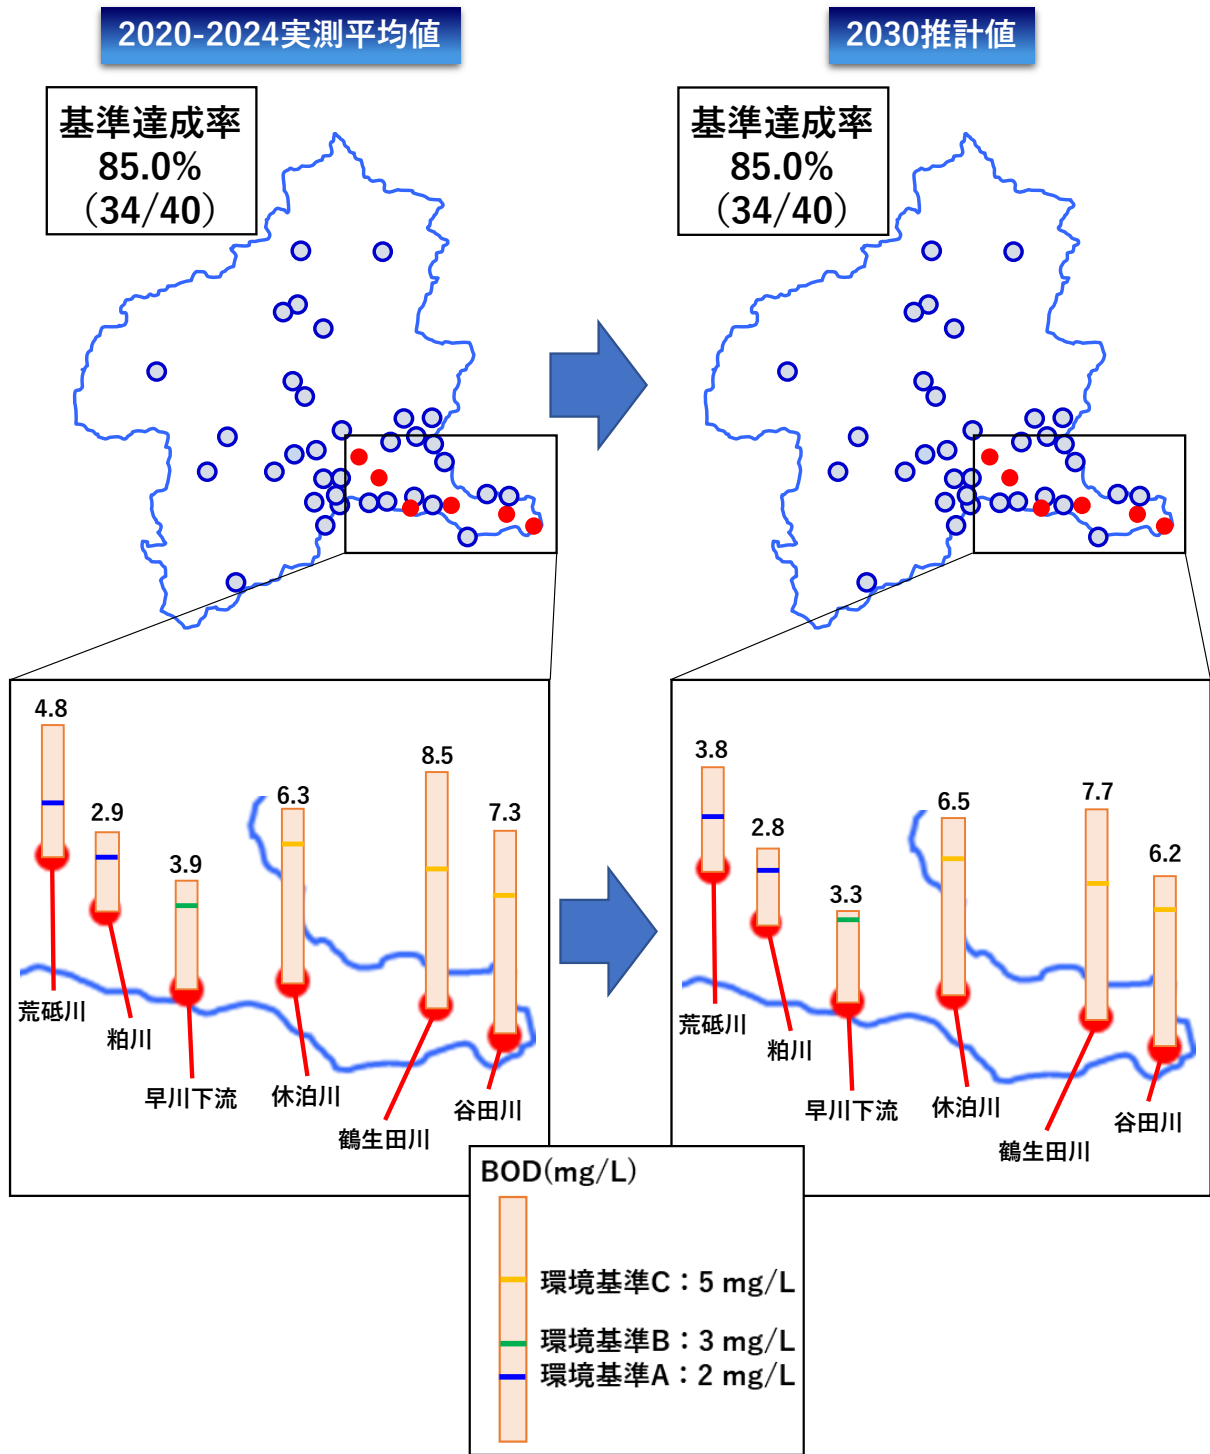 2020-2024実測平均値
2030推計値
基準達成率
85.0%
（34/40）
基準達成率
85.0%
（34/40）
4.8
2.9
3.9
6.3
8.5
7.3
荒砥川
粕川
早川下流
休泊川
鶴生田川
谷田川
3.8
2.8
3.3
6.5
7.7
6.2
荒砥川
粕川
早川下流
休泊川
鶴生田川
谷田川
BOD(mg/L)
環境基準C：5 mg/L
環境基準B：3 mg/L
環境基準A：2 mg/L